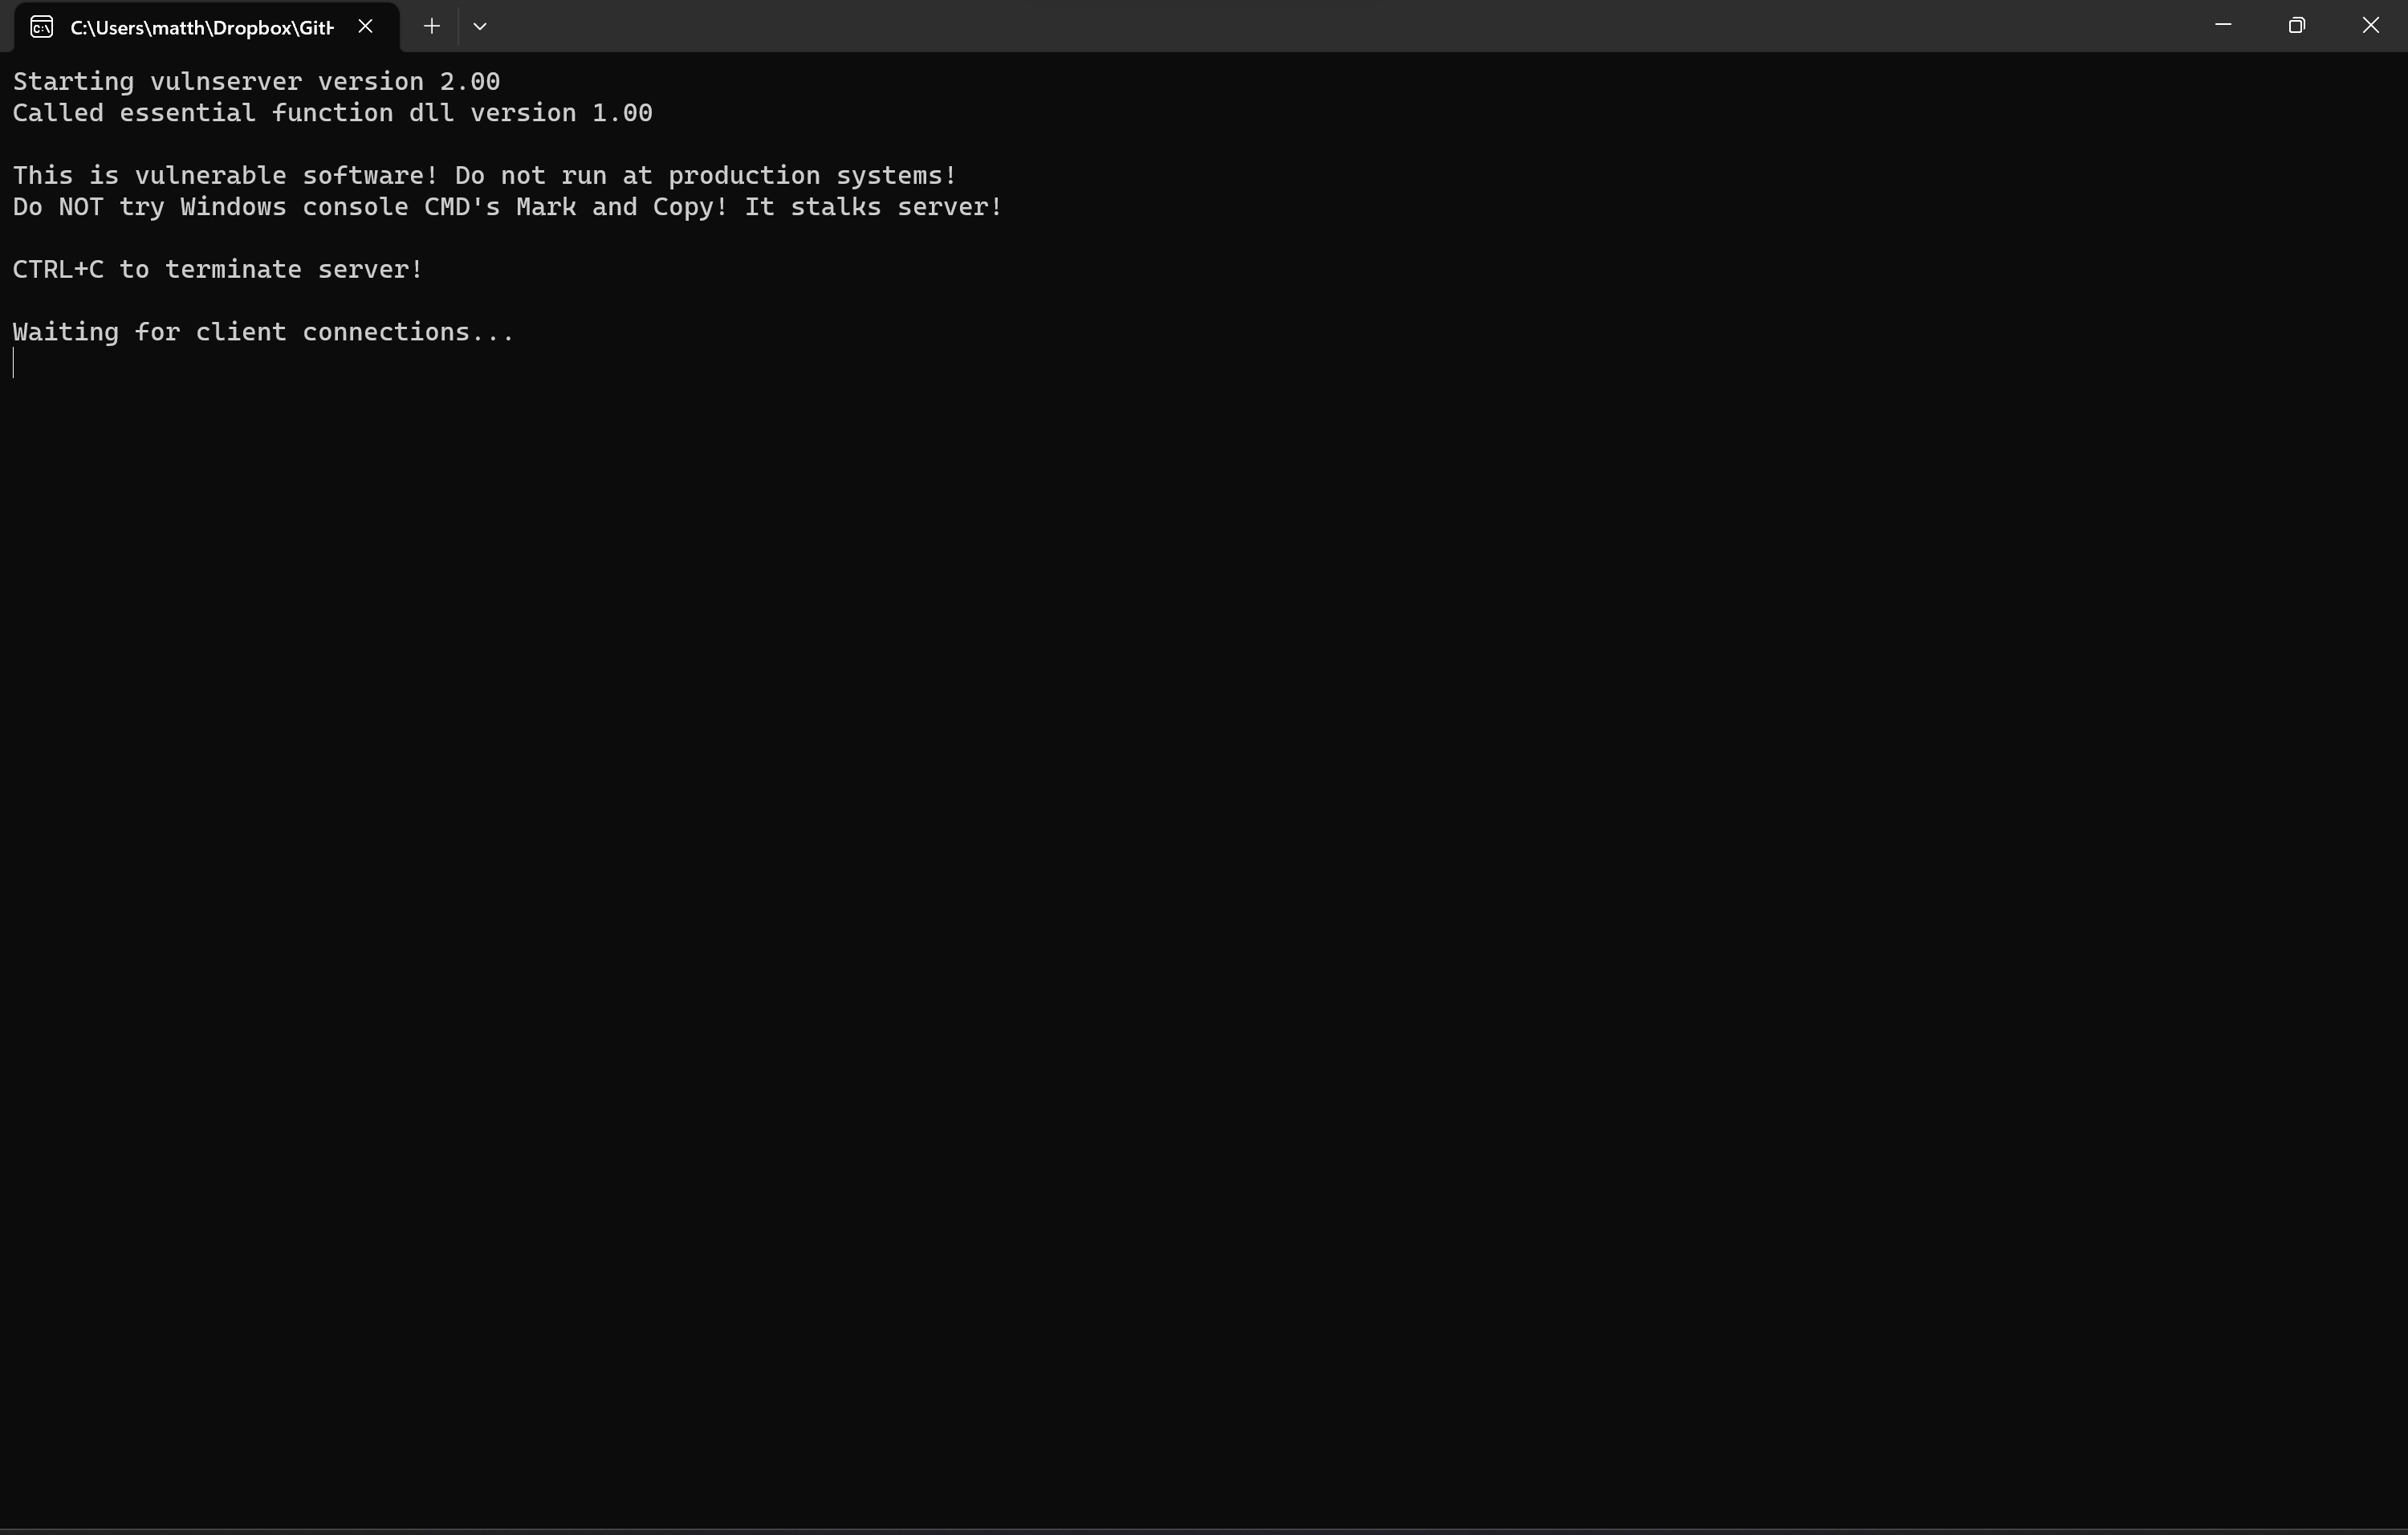 C:\Users\matth\Dropbox\GitH
Starting vulnserver version 2.00
Called essential function dll version 1.00
This is vulnerable software! Do not run at production systems!
Do NOT try Windows console CMD's Mark and Copy! It stalks server!
CTRL+C to terminate server!
Waiting for client connections...